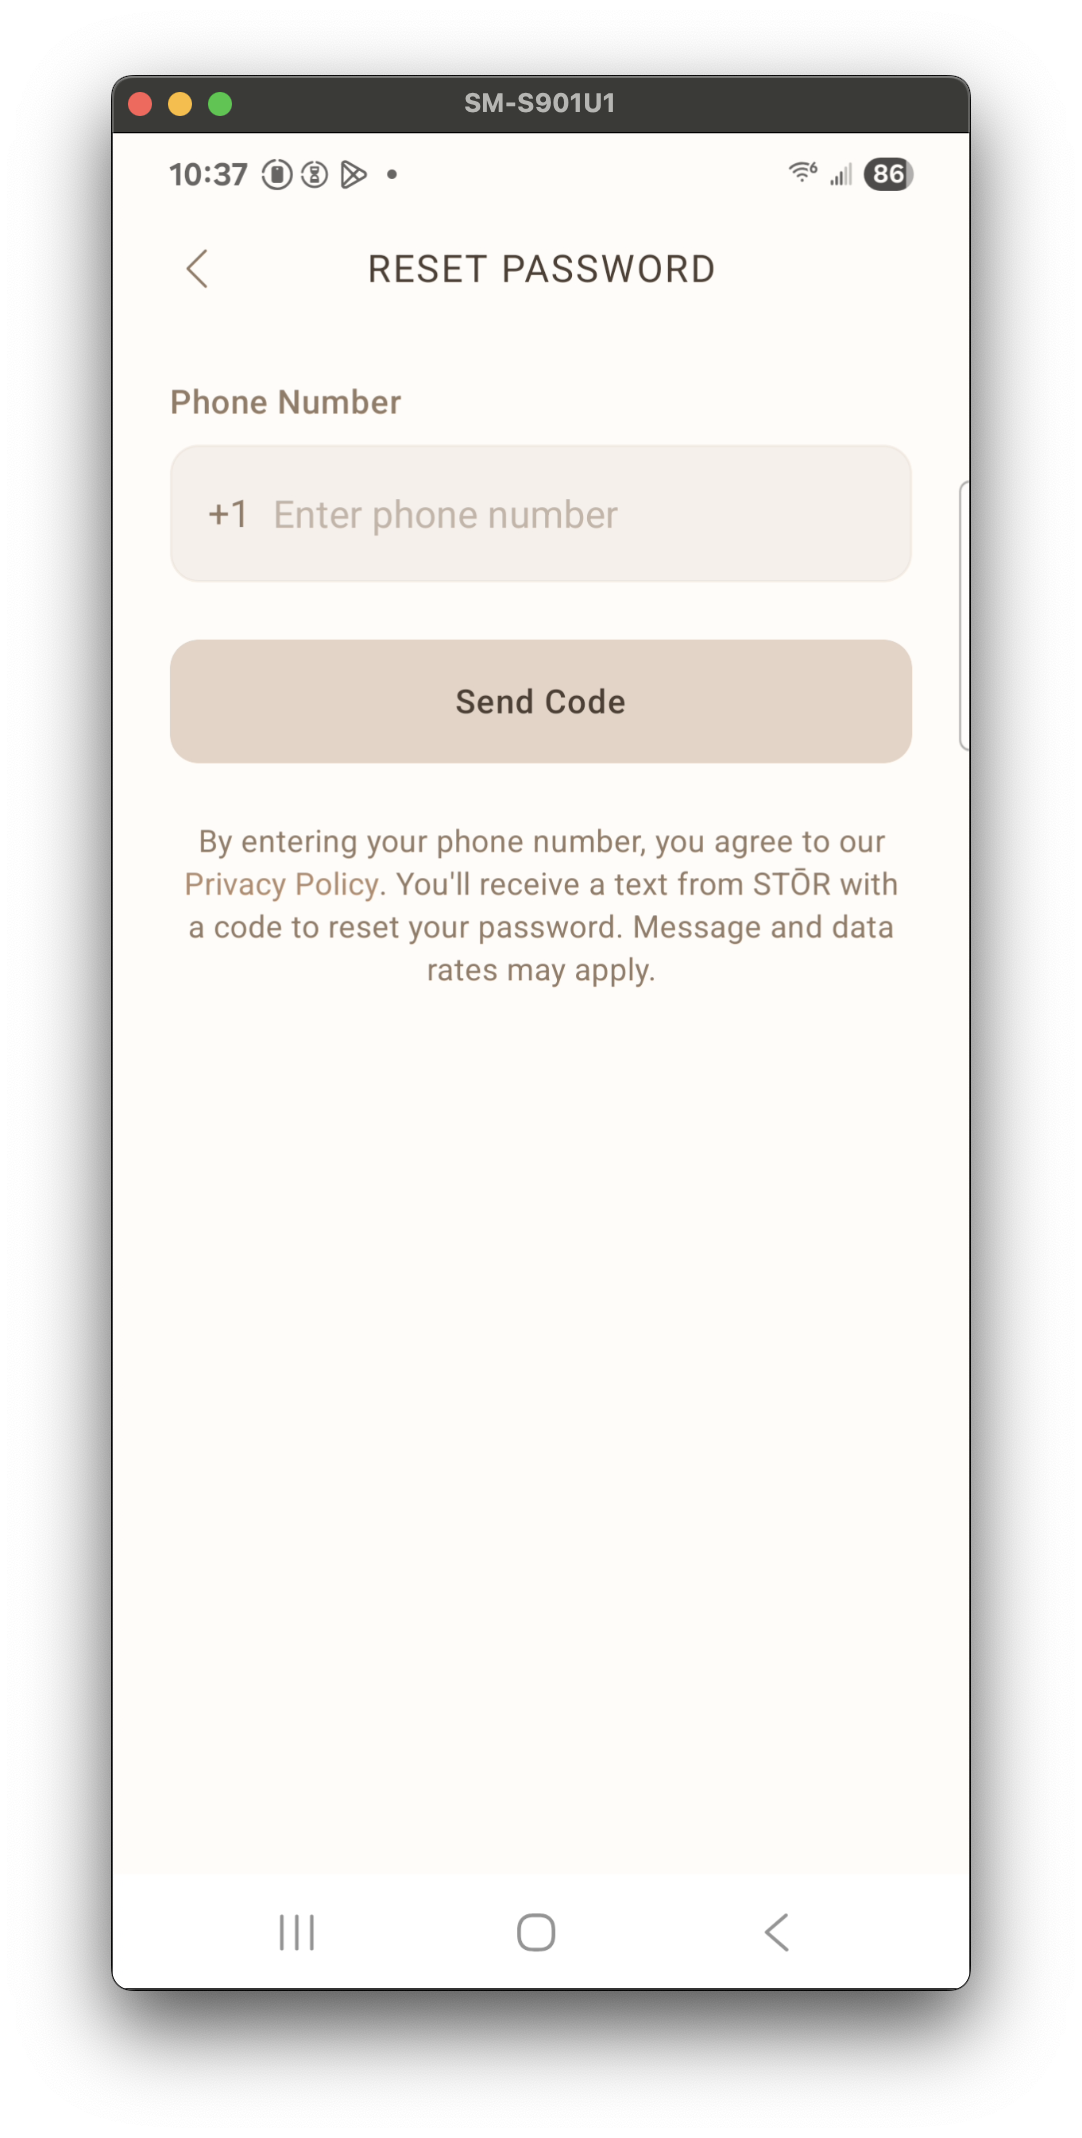 SM-S901U1
10:37
6
86
RESET PASSWORD
Phone Number
+1 Enter phone number
Send Code
By entering your phone number, you agree to our
Privacy Policy. You'll receive a text from STŌR with
a code to reset your password. Message and data
rates may apply.